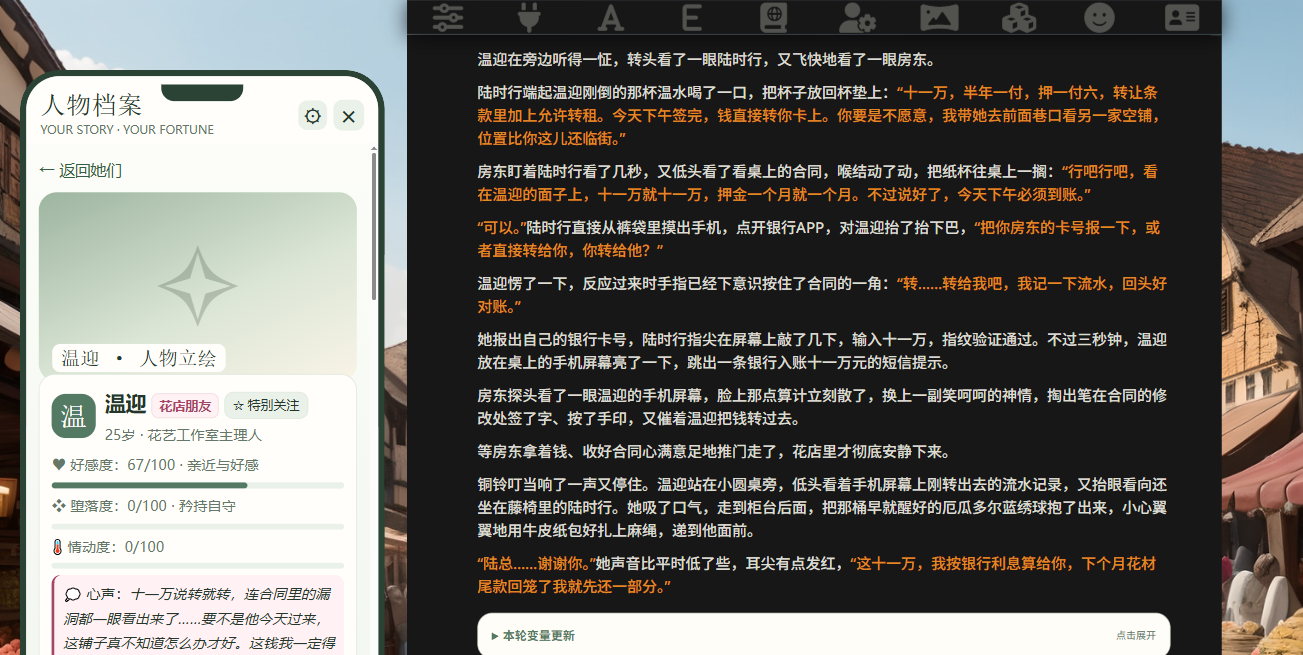 人物档案
YOUR STORY · YOUR FORTUNE
← 返回她们
温迎 • 人物立绘
温
温迎 花店朋友 ☆ 特别关注
25岁 · 花艺工作室主理人
♥ 好感度：67/100 · 亲近与好感
堕落度：0/100 · 矜持自守
情动度：0/100
心声：十一万说转就转，连合同里的漏
洞都一眼看出来了……要不是他今天过来，
这铺子真不知道怎么办才好。这钱我一定得
温迎在旁边听得一怔，转头看了一眼陆时行，又飞快地看了一眼房东。
陆时行端起温迎刚倒的那杯温水喝了一口，把杯子放回杯垫上：“十一万，半年一付，押一付六，转让条
款里加上允许转租。今天下午签完，钱直接转你卡上。你要是不愿意，我带她去前面巷口看另一家空铺，
位置比你这儿还临街。”
房东盯着陆时行看了几秒，又低头看了看桌上的合同，喉结动了动，把纸杯往桌上一搁：“行吧行吧，看
在温迎的面子上，十一万就十一万，押金一个月就一个月。不过说好了，今天下午必须到账。”
“可以。”陆时行直接从裤袋里摸出手机，点开银行APP，对温迎抬了抬下巴，“把你房东的卡号报一下，或
者直接转给你，你转给他？”
温迎愣了一下，反应过来时手指已经下意识按住了合同的一角：“转……转给我吧，我记一下流水，回头好
对账。”
她报出自己的银行卡号，陆时行指尖在屏幕上敲了几下，输入十一万，指纹验证通过。不过三秒钟，温迎
放在桌上的手机屏幕亮了一下，跳出一条银行入账十一万元的短信提示。
房东探头看了一眼温迎的手机屏幕，脸上那点算计立刻散了，换上一副笑呵呵的神情，掏出笔在合同的修
改处签了字、按了手印，又催着温迎把钱转过去。
等房东拿着钱、收好合同心满意足地推门走了，花店里才彻底安静下来。
铜铃叮当响了一声又停住。温迎站在小圆桌旁，低头看着手机屏幕上刚转出去的流水记录，又抬眼看向还
坐在藤椅里的陆时行。她吸了口气，走到柜台后面，把那桶早就醒好的厄瓜多尔蓝绣球抱了出来，小心翼
翼地用牛皮纸包好扎上麻绳，递到他面前。
“陆总……谢谢你。”她声音比平时低了些，耳尖有点发红，“这十一万，我按银行利息算给你，下个月花材
尾款回笼了我就先还一部分。”
▶ 本轮变量更新
点击展开